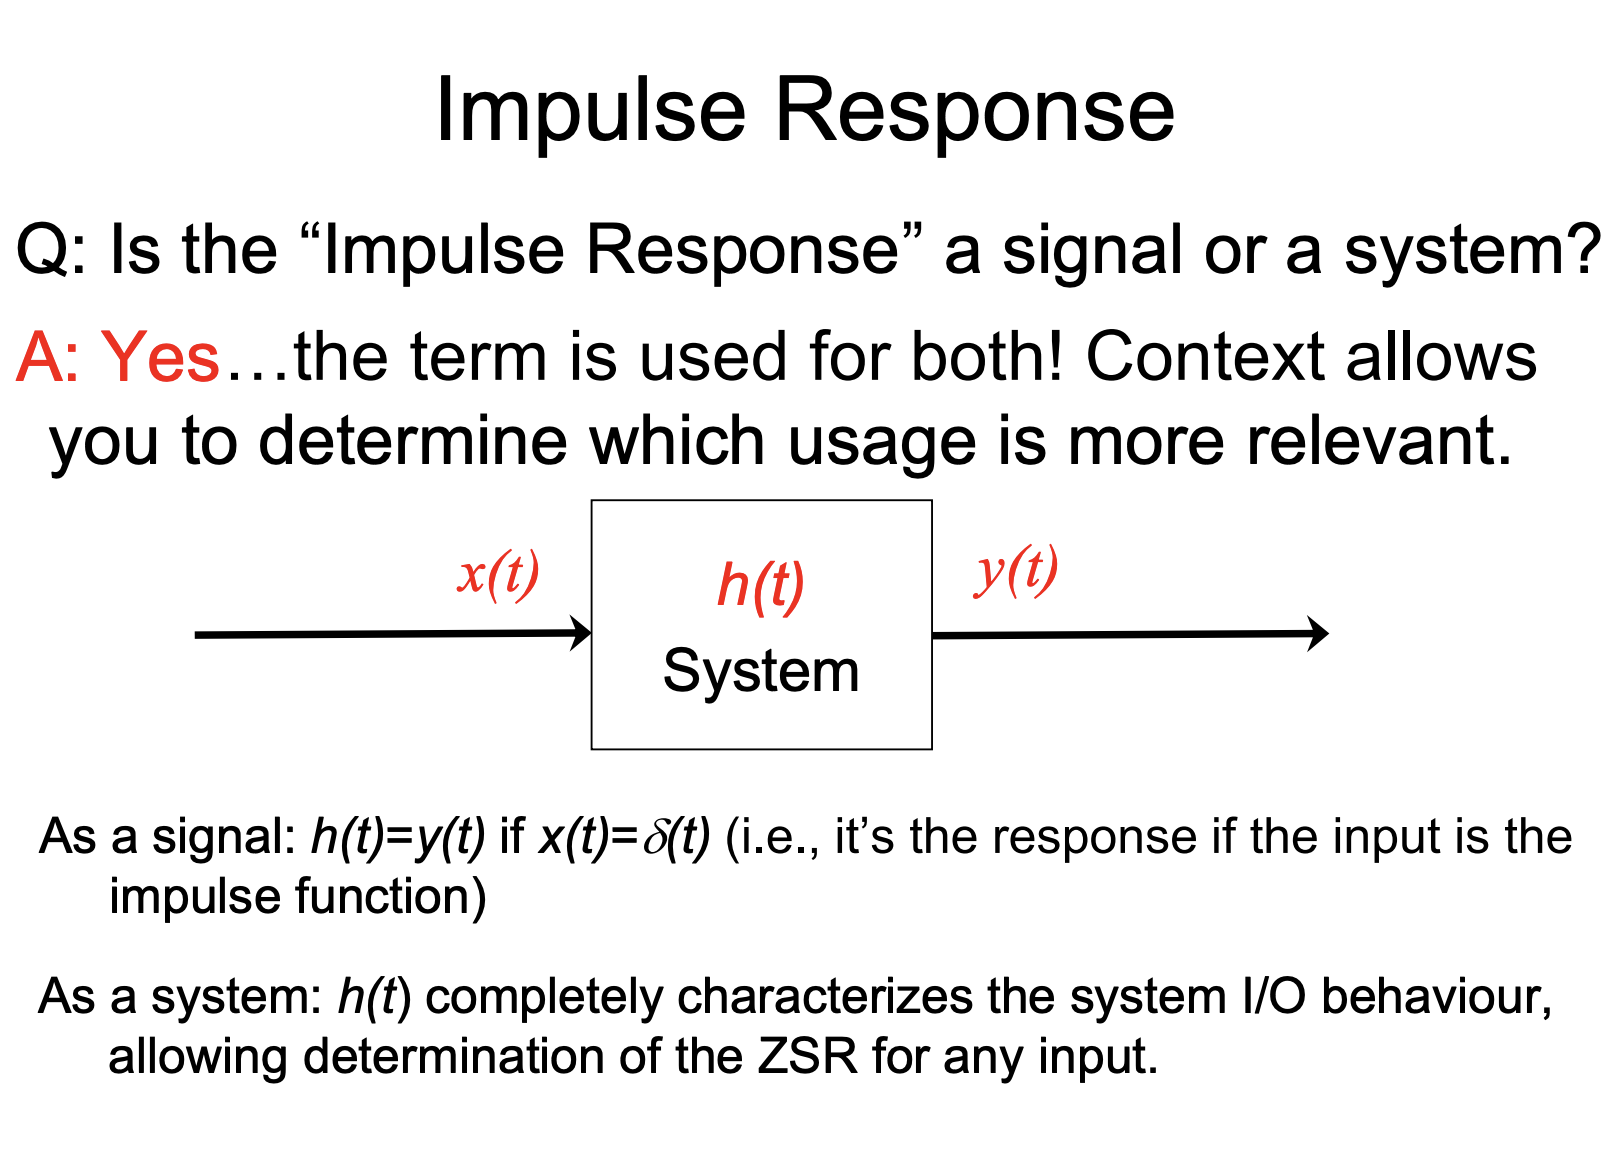 Impulse Response
Q: Is the “Impulse Response” a signal or a system?
A: Yes…the term is used for both! Context allows
you to determine which usage is more relevant.
x(t)
h(t)
y(t)
System
As a signal: h(t)=y(t) if x(t)=δ(t) (i.e., it’s the response if the input is the
impulse function)
As a system: h(t) completely characterizes the system I/O behaviour,
allowing determination of the ZSR for any input.